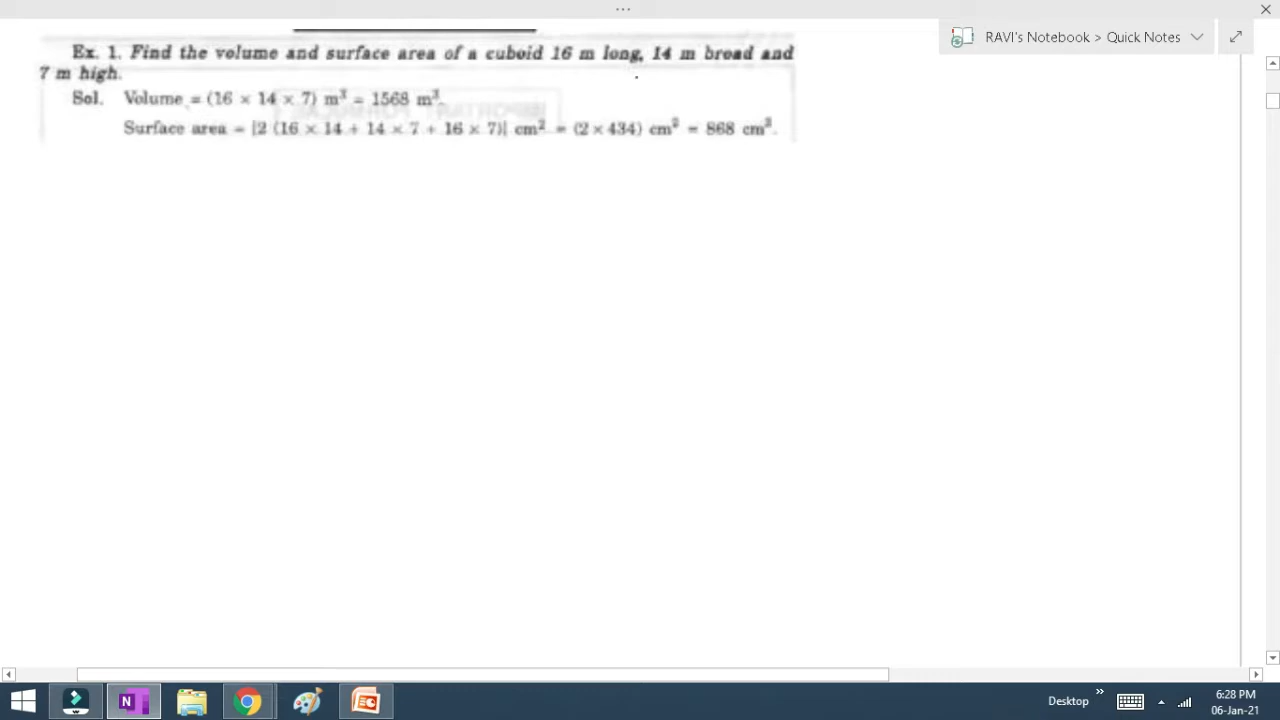 ...
RAVI's Notebook > Quick Notes
Ex. 1. Find the volume and surface area of a cuboid 16 m long, 14 m broad and
7 m high.
Sol. Volume = (16 × 14 × 7) m³ = 1568 m³.
Surface area = [2 (16 × 14 + 14 × 7 + 16 × 7)] cm² = (2 × 434) cm² = 868 cm².
Desktop
6:28 PM
06-Jan-21